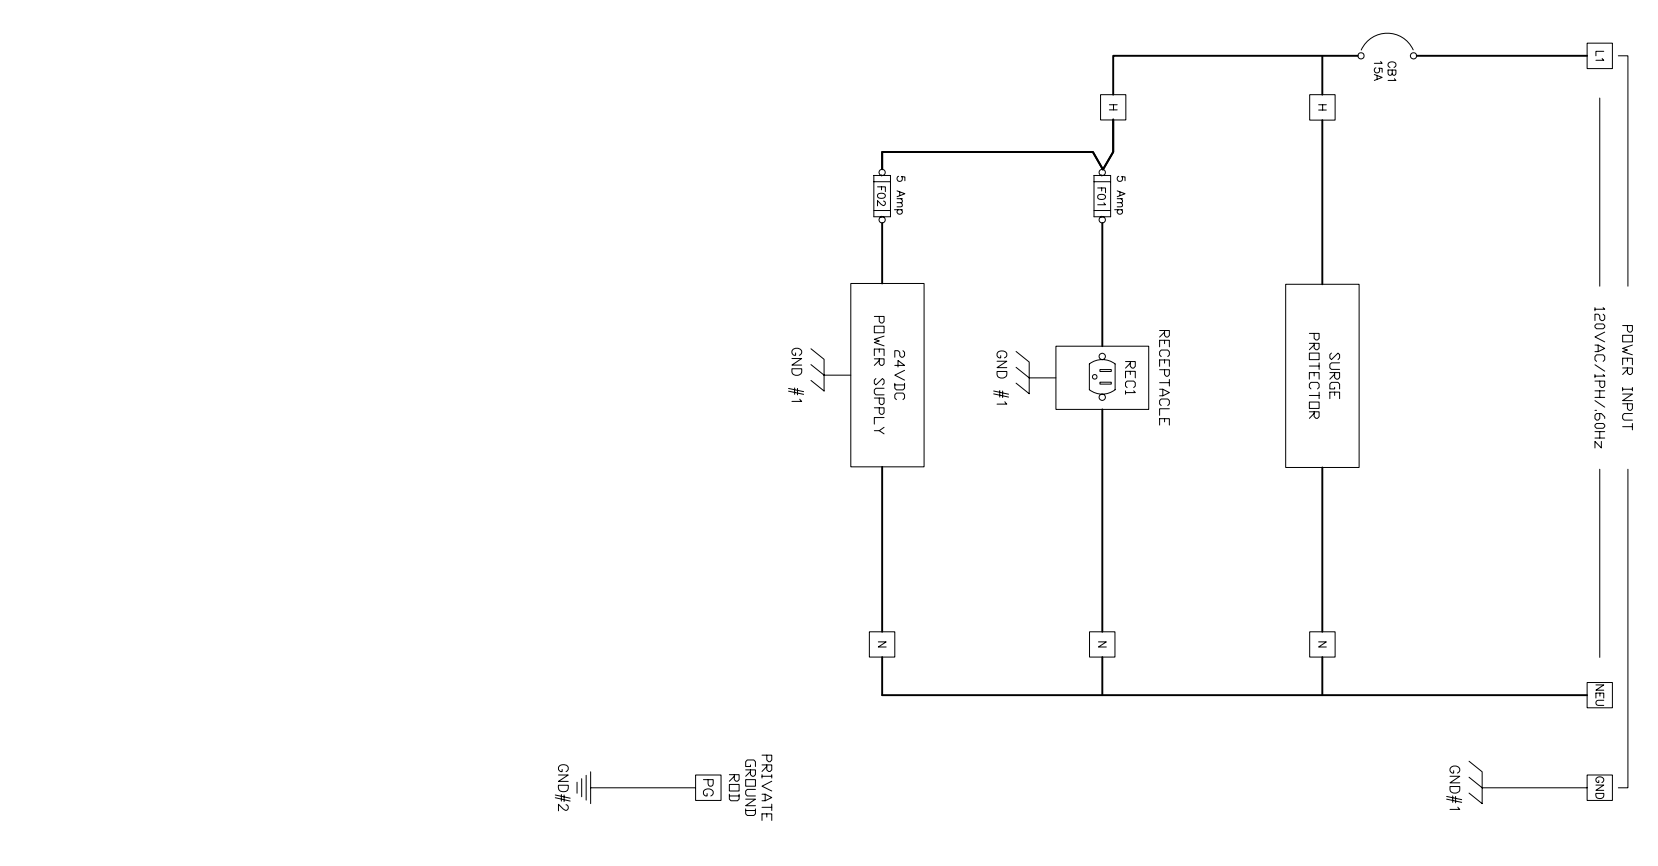 POWER INPUT
120VAC/1PH/.60Hz
L1
NEU
GND
GND#1
CB1
15A
H
H
SURGE
PROTECTOR
N
5 Amp
F01
RECEPTACLE
REC1
GND #1
N
5 Amp
F02
24VDC
POWER SUPPLY
GND #1
N
PRIVATE
GROUND
ROD
PG
GND#2